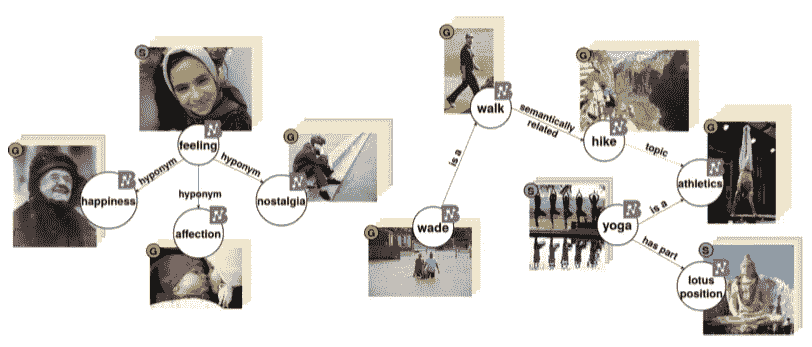 S
feeling
N
G
happiness
N
hyponym
hyponym
hyponym
G
nostalgia
N
affection
N
G
G
walk
N
semantically
related
G
hike
N
topic
is a
G
wade
N
G
athletics
N
S
yoga
N
is a
has part
S
lotus
position
N